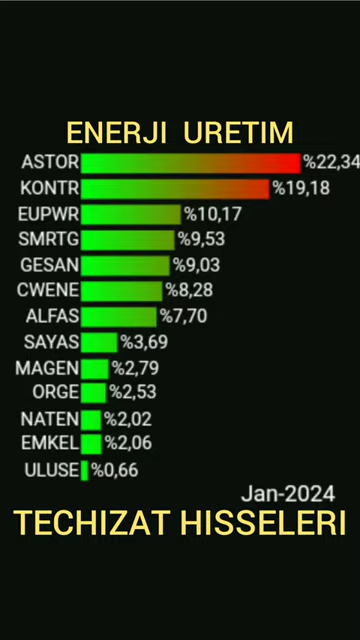 ENERJI URETIM
ASTOR %22,34
KONTR %19,18
EUPWR %10,17
SMRTG %9,53
GESAN %9,03
CWENE %8,28
ALFAS %7,70
SAYAS %3,69
MAGEN %2,79
ORGE %2,53
NATEN %2,02
EMKEL %2,06
ULUSE %0,66
Jan-2024
TECHIZAT HISSELERI